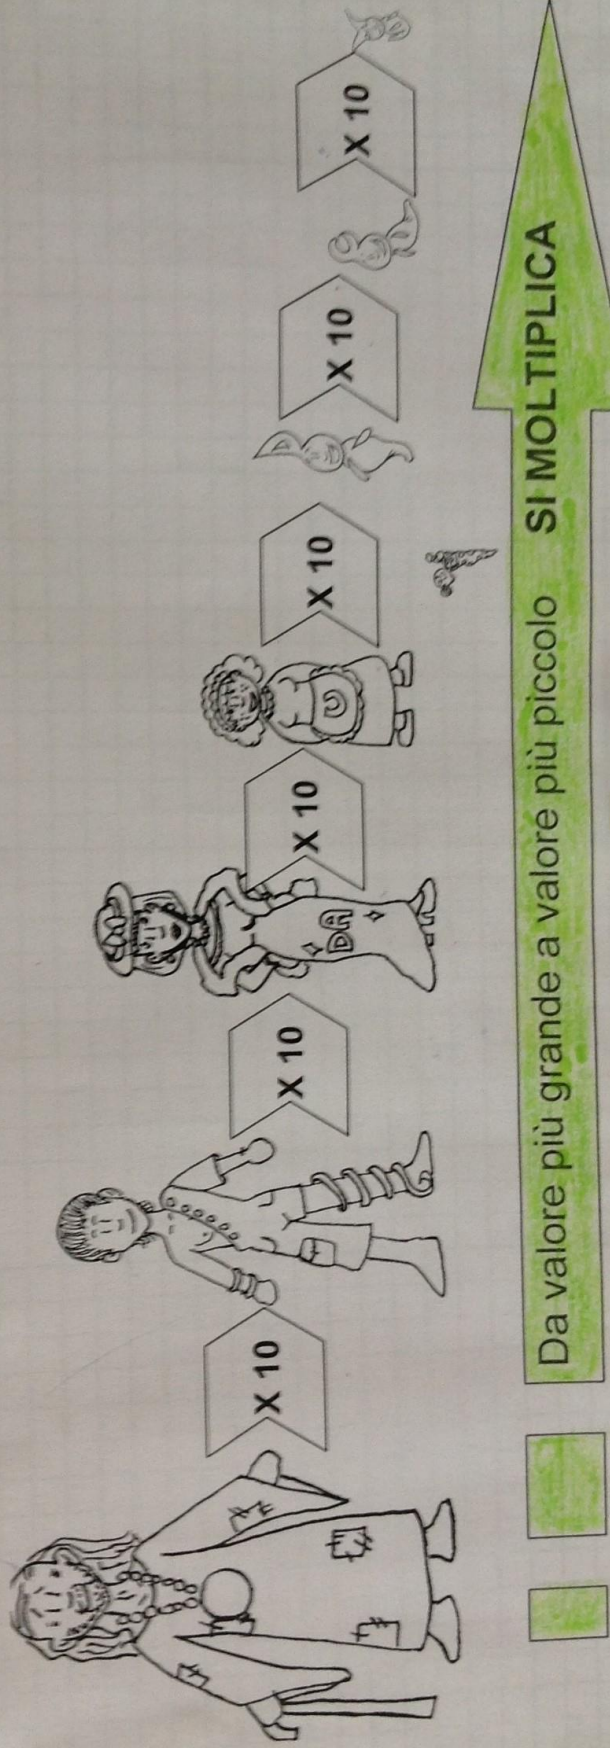 X 10
X 10
X 10
X 10
X 10
X 10
DA
U
Da valore più grande a valore più piccolo SI MOLTIPLICA